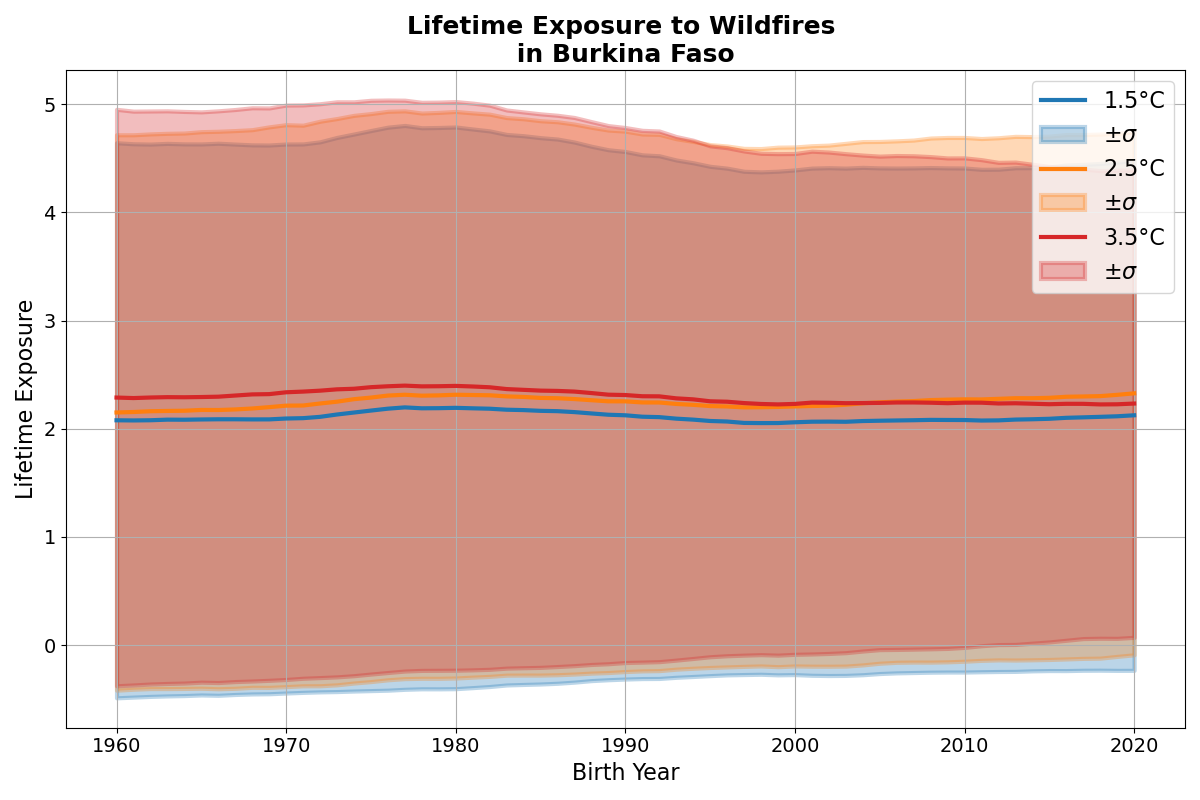 Lifetime Exposure to Wildfires
in Burkina Faso
Lifetime Exposure
5
4
3
2
1
0
1960 1970 1980 1990 2000 2010 2020
Birth Year
1.5°C
±σ
2.5°C
±σ
3.5°C
±σ